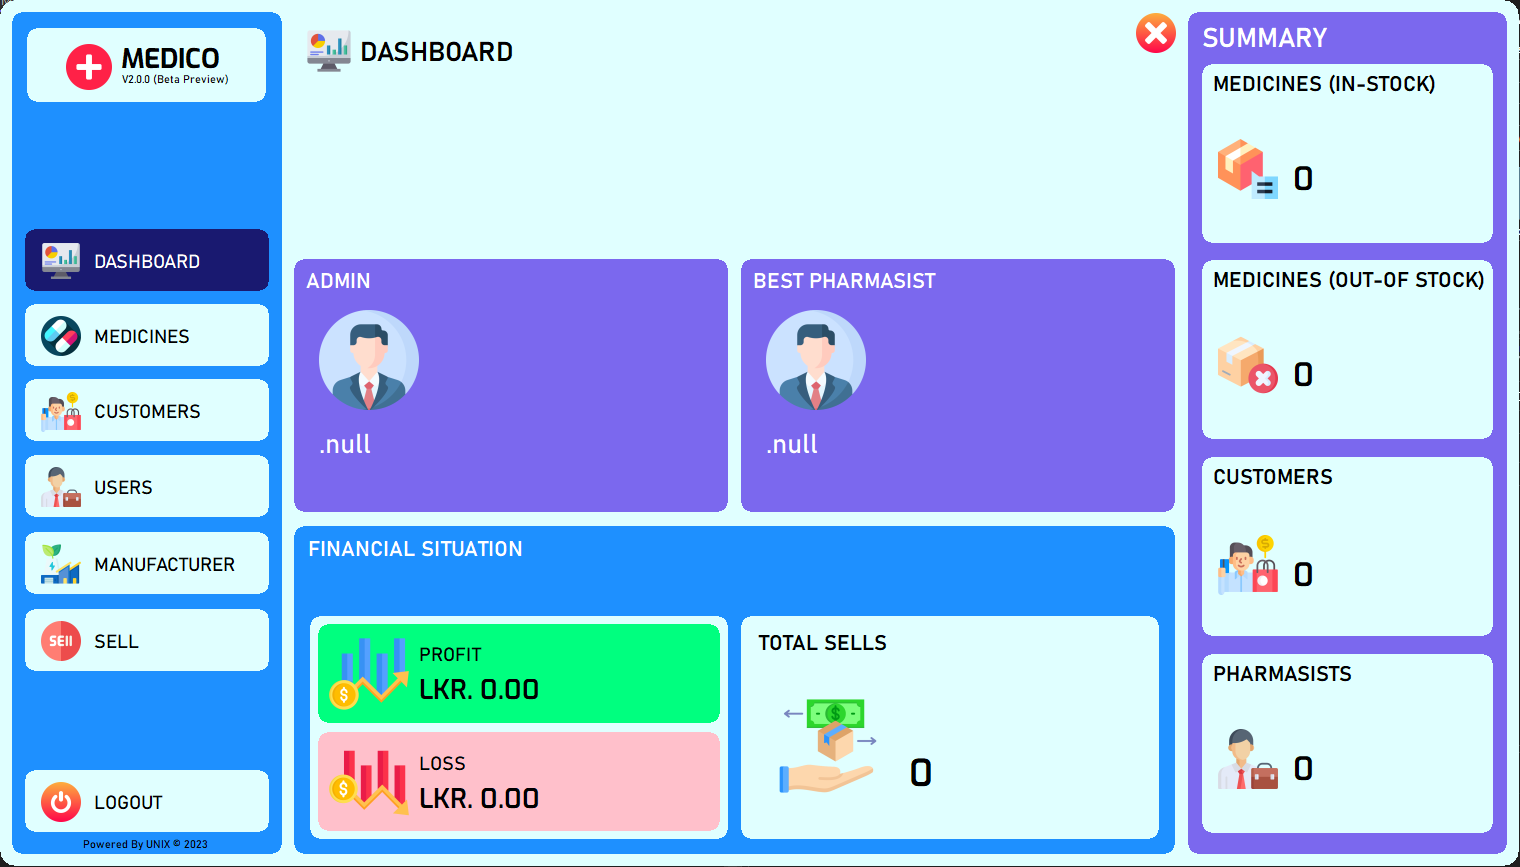 MEDICO
V2.0.0 (Beta Preview)
DASHBOARD
MEDICINES
CUSTOMERS
USERS
MANUFACTURER
SEll
SELL
LOGOUT
Powered By UNIX © 2023
DASHBOARD
ADMIN
.null
BEST PHARMASIST
.null
FINANCIAL SITUATION
PROFIT
LKR. 0.00
LOSS
LKR. 0.00
TOTAL SELLS
0
SUMMARY
MEDICINES (IN-STOCK)
0
MEDICINES (OUT-OF STOCK)
0
CUSTOMERS
0
PHARMASISTS
0